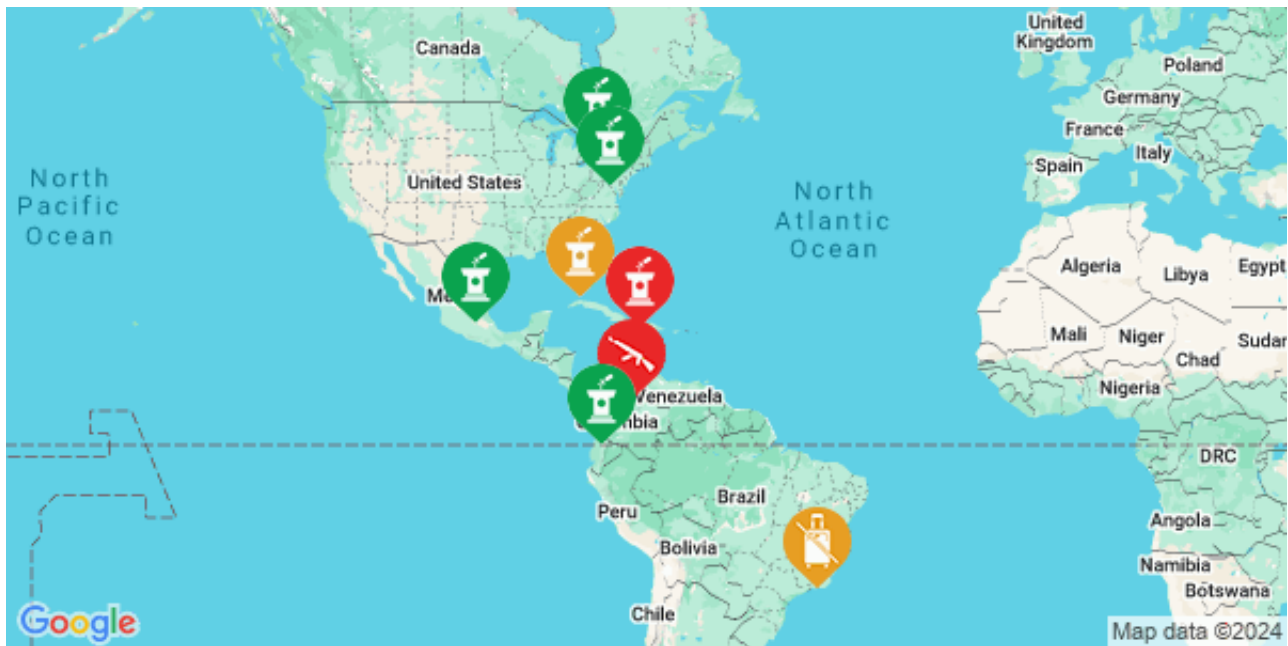 Canada
United
Kingdom
Poland
Germany
France
Italy
Spain
North
Pacific
Ocean
United States
North
Atlantic
Ocean
Algeria
Libya
Egypt
Mali
Niger
Sudan
Chad
Nigeria
Venezuela
DRC
Brazil
Peru
Angola
Bolivia
Namibia
Botswana
Chile
Google
Map data ©2024